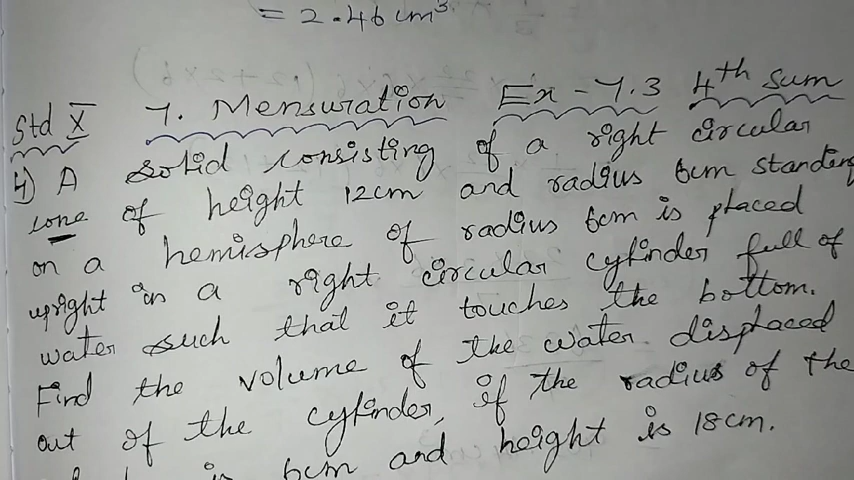 = 2.46 cm³
Std X 7. Mensuration Ex - 7.3 4th sum
4) A solid consisting of a right circular
cone of height 12cm and radius 6cm standing
on a hemisphere of radius 6cm is placed
upright in a right circular cylinder full of
water such that it touches the bottom.
Find the volume of the water displaced
out of the cylinder, if the radius of the
is 6cm and height is 18cm.